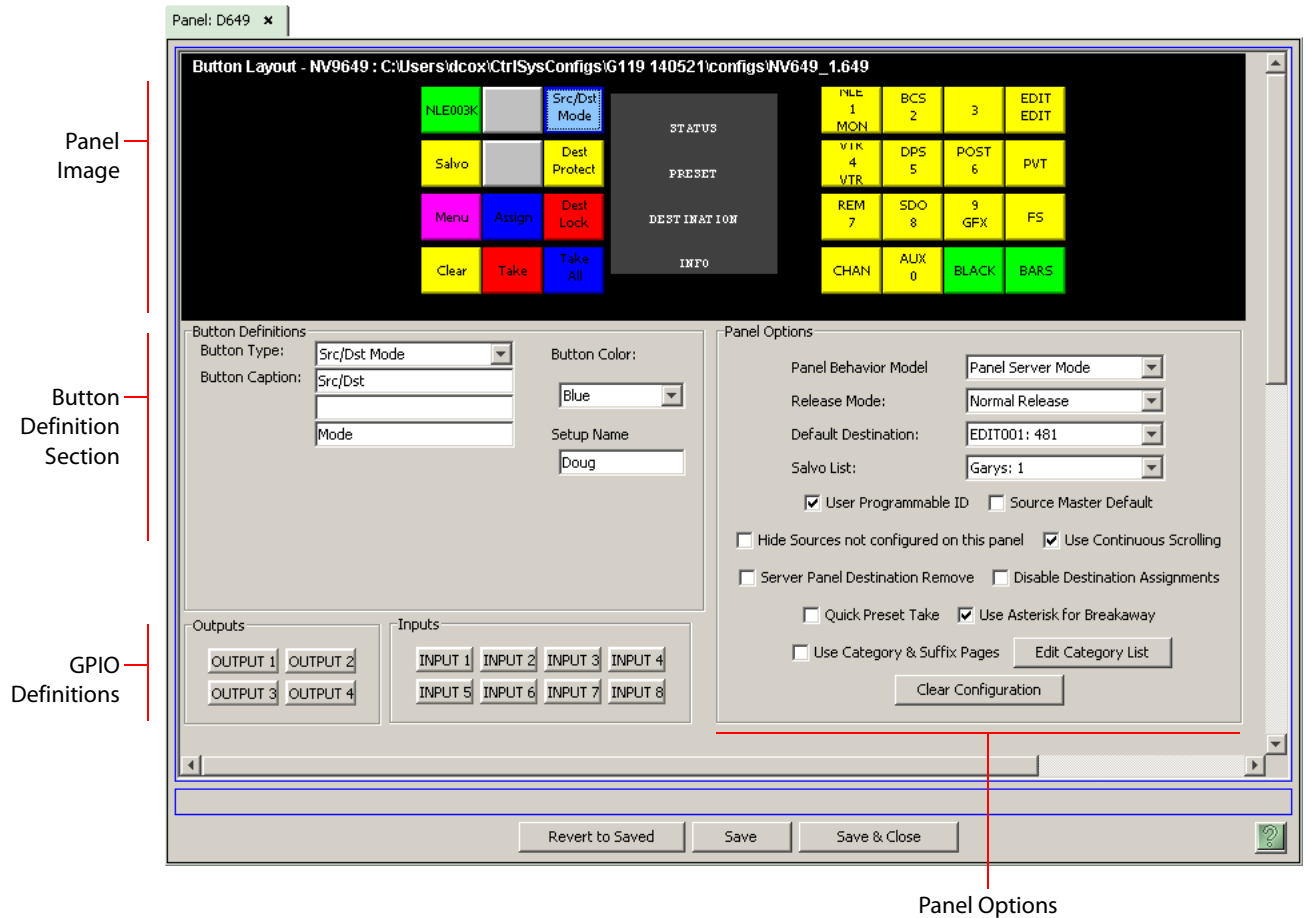 Panel: D649 ×
Button Layout - NV9649 : C:\Users\dcox\CtrlSysConfigs\G119 140521\configs\NV649_1.649
Panel
Image
NLE003K
Src/Dst
Mode
Salvo
Dest
Protect
Menu
Assign
Dest
Lock
Clear
Take
Take
All
STATUS
PRESET
DESTINATION
INFO
NLE
1
MON
BCS
2
3
EDIT
EDIT
VTR
4
VTR
DPS
5
POST
6
PVT
REM
7
SDO
8
9
GFX
FS
CHAN
AUX
0
BLACK
BARS
Button
Definition
Section
Button Definitions
Button Type:
Src/Dst Mode
Button Caption:
Src/Dst
Mode
Button Color:
Blue
Setup Name
Doug
Panel Options
Panel Behavior Model
Panel Server Mode
Release Mode:
Normal Release
Default Destination:
EDIT001: 481
Salvo List:
Garys: 1
User Programmable ID
Source Master Default
Hide Sources not configured on this panel
Use Continuous Scrolling
Server Panel Destination Remove
Disable Destination Assignments
Quick Preset Take
Use Asterisk for Breakaway
Use Category & Suffix Pages
Edit Category List
Clear Configuration
GPIO
Definitions
Outputs
OUTPUT 1
OUTPUT 2
OUTPUT 3
OUTPUT 4
Inputs
INPUT 1
INPUT 2
INPUT 3
INPUT 4
INPUT 5
INPUT 6
INPUT 7
INPUT 8
Revert to Saved
Save
Save & Close
?
Panel Options